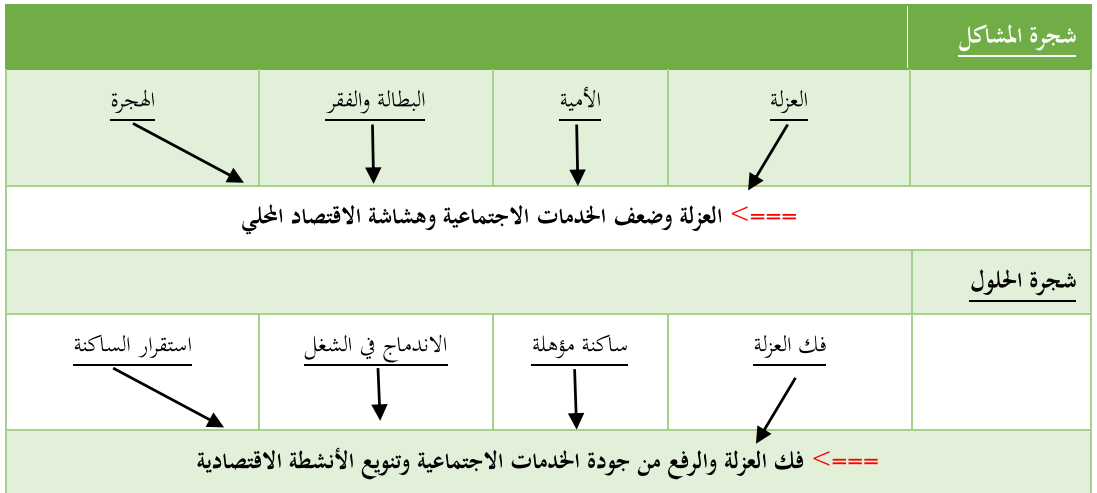 شجرة المشاكل
العزلة
الأمية
البطالة والفقر
الهجرة
===> العزلة وضعف الخدمات الاجتماعية وهشاشة الاقتصاد المحلي
شجرة الحلول
فك العزلة
ساكنة مؤهلة
الاندماج في الشغل
استقرار الساكنة
===> فك العزلة والرفع من جودة الخدمات الاجتماعية وتنويع الأنشطة الاقتصادية